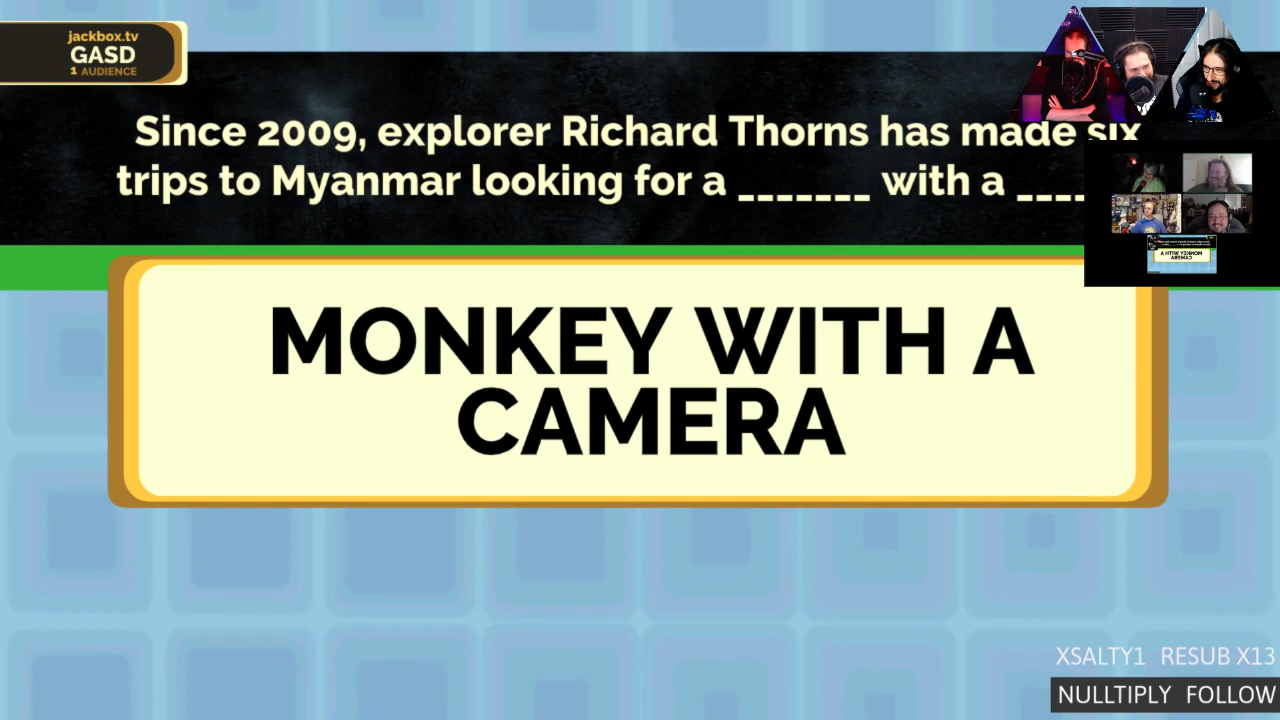 jackbox.tv
GASD
1 AUDIENCE
Since 2009, explorer Richard Thorns has made six
trips to Myanmar looking for a _______ with a ____
MONKEY WITH A
CAMERA
XSALTY1 RESUB X13
NULLTIPLY FOLLOW